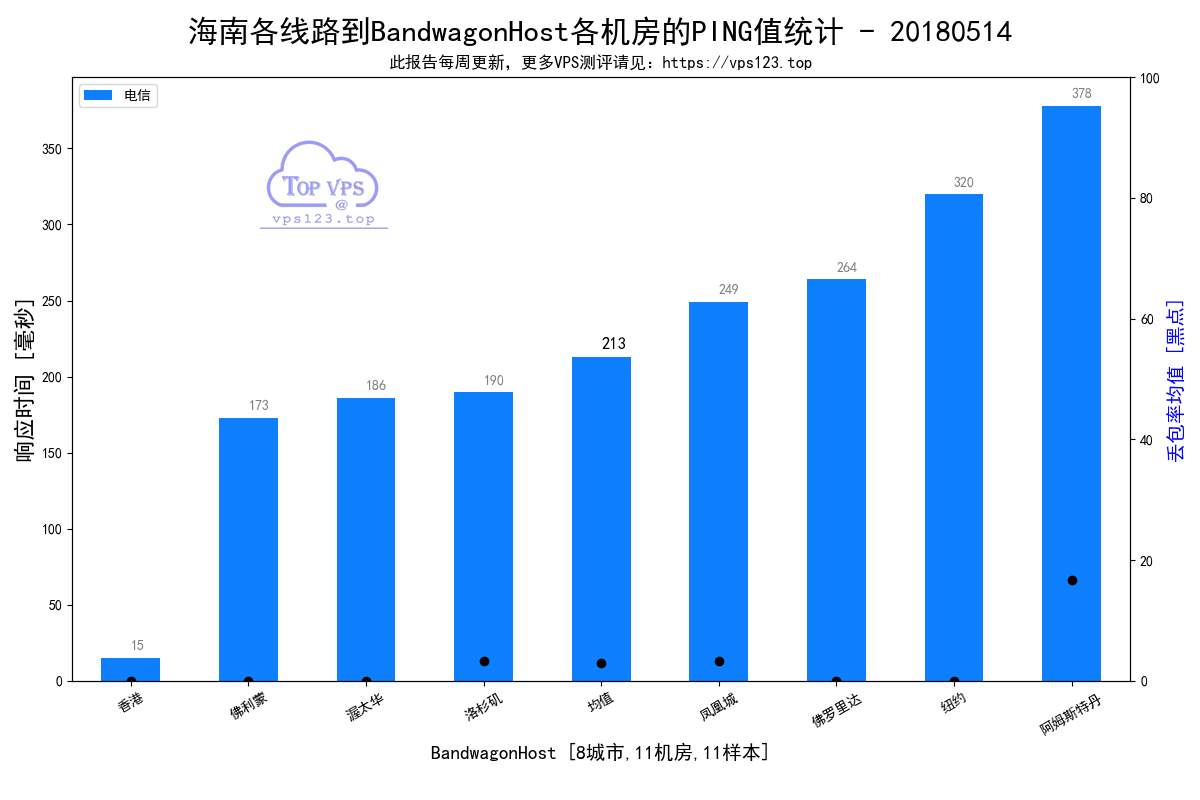 海南各线路到BandwagonHost各机房的PING值统计 - 20180514
此报告每周更新，更多VPS测评请见：https://vps123.top
电信
TOP VPS
@
vps123.top
响应时间 [毫秒]
350
300
250
200
150
100
50
0
15
173
186
190
213
249
264
320
378
100
80
60
40
20
0
丢包率均值 [黑点]
香港
佛利蒙
渥太华
洛杉矶
均值
凤凰城
佛罗里达
纽约
阿姆斯特丹
BandwagonHost [8城市,11机房,11样本]